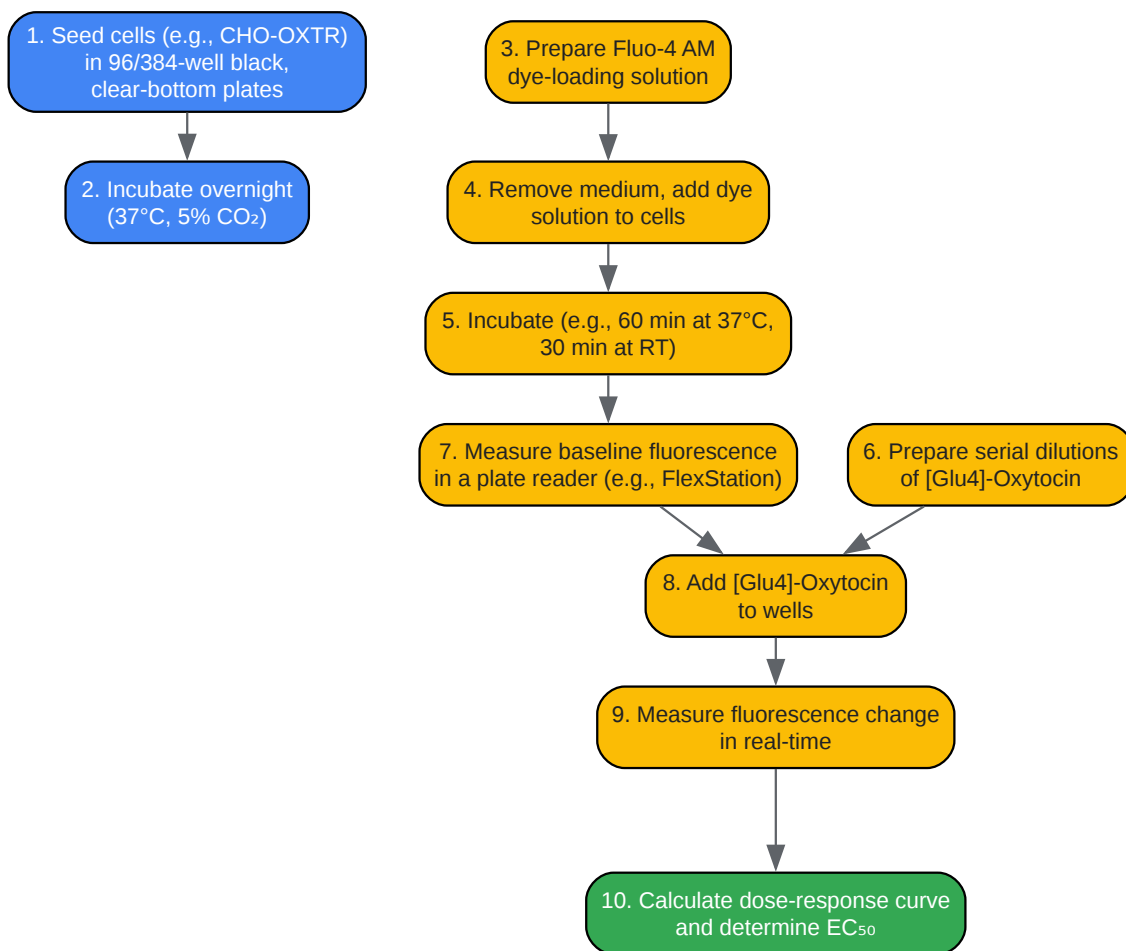 1. Seed cells (e.g., CHO-OXTR)
in 96/384-well black,
clear-bottom plates
2. Incubate overnight
(37°C, 5% CO₂)
3. Prepare Fluo-4 AM
dye-loading solution
4. Remove medium, add dye
solution to cells
5. Incubate (e.g., 60 min at 37°C,
30 min at RT)
7. Measure baseline fluorescence
in a plate reader (e.g., FlexStation)
6. Prepare serial dilutions
of [Glu4]-Oxytocin
8. Add [Glu4]-Oxytocin
to wells
9. Measure fluorescence change
in real-time
10. Calculate dose-response curve
and determine EC₅₀